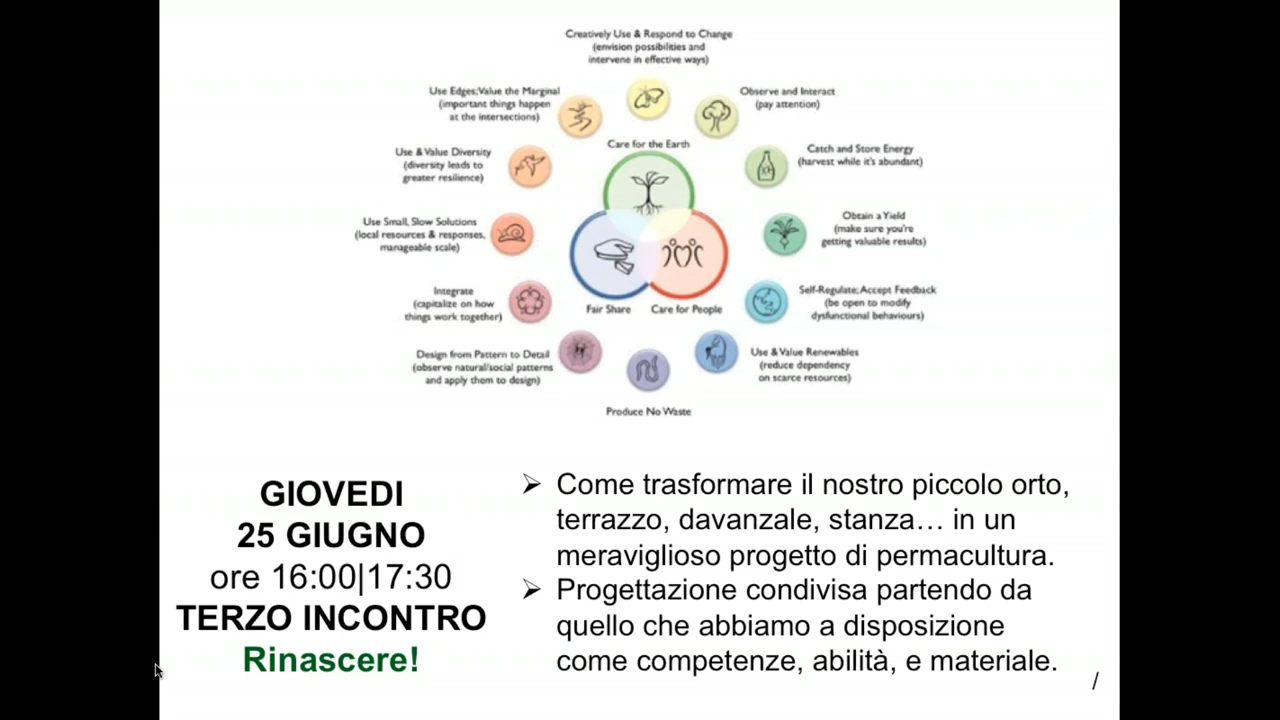 Creatively Use & Respond to Change
(envision possibilities and
intervene in effective ways)
Use Edges; Value the Marginal
(important things happen
at the intersections)
Observe and Interact
(pay attention)
Care for the Earth
Use & Value Diversity
(diversity leads to
greater resilience)
Catch and Store Energy
(harvest while it's abundant)
Use Small, Slow Solutions
(local resources & responses,
manageable scale)
Obtain a Yield
(make sure you're
getting valuable results)
Integrate
(capitalize on how
things work together)
Fair Share
Care for People
Self-Regulate; Accept Feedback
(be open to modify
dysfunctional behaviours)
Design from Pattern to Detail
(observe natural/social patterns
and apply them to design)
Use & Value Renewables
(reduce dependency
on scarce resources)
Produce No Waste
GIOVEDI
25 GIUGNO
ore 16:00|17:30
TERZO INCONTRO
Rinascere!
➢ Come trasformare il nostro piccolo orto,
terrazzo, davanzale, stanza… in un
meraviglioso progetto di permacultura.
➢ Progettazione condivisa partendo da
quello che abbiamo a disposizione
come competenze, abilità, e materiale.
/